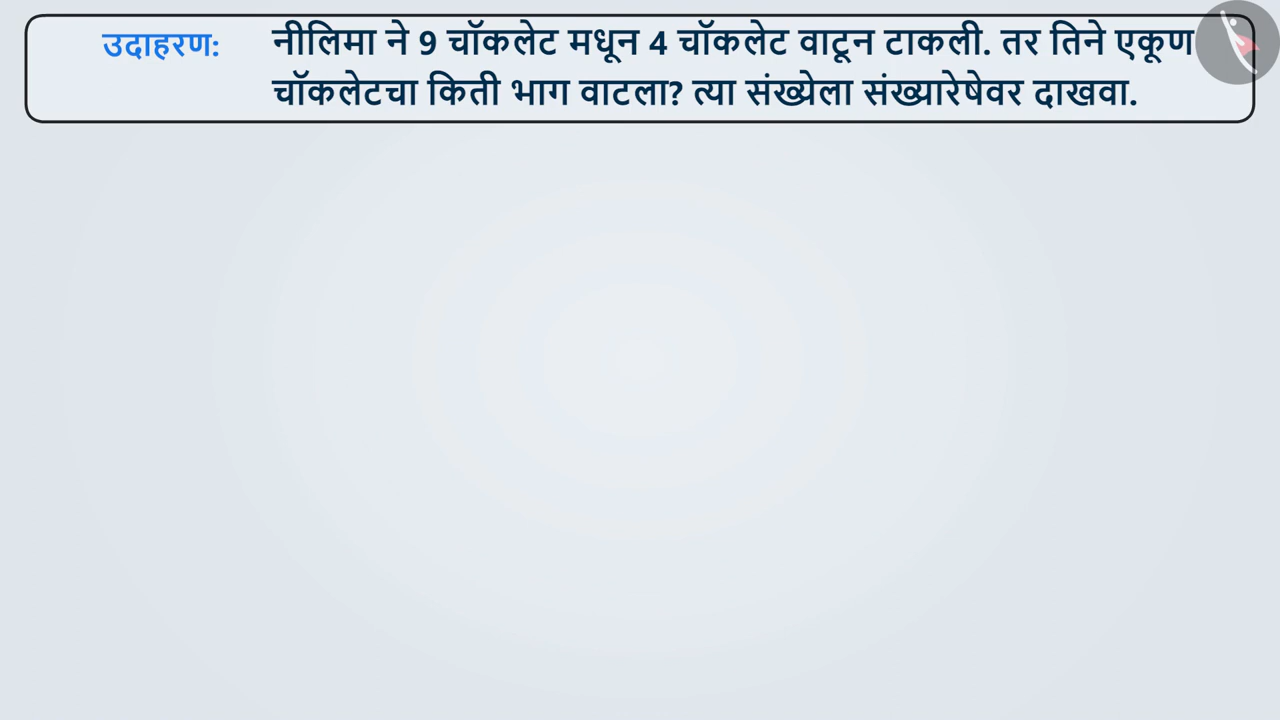 उदाहरण: नीलिमा ने 9 चॉकलेट मधून 4 चॉकलेट वाटून टाकली. तर तिने एकूण
चॉकलेटचा किती भाग वाटला? त्या संख्येला संख्यारेषेवर दाखवा.